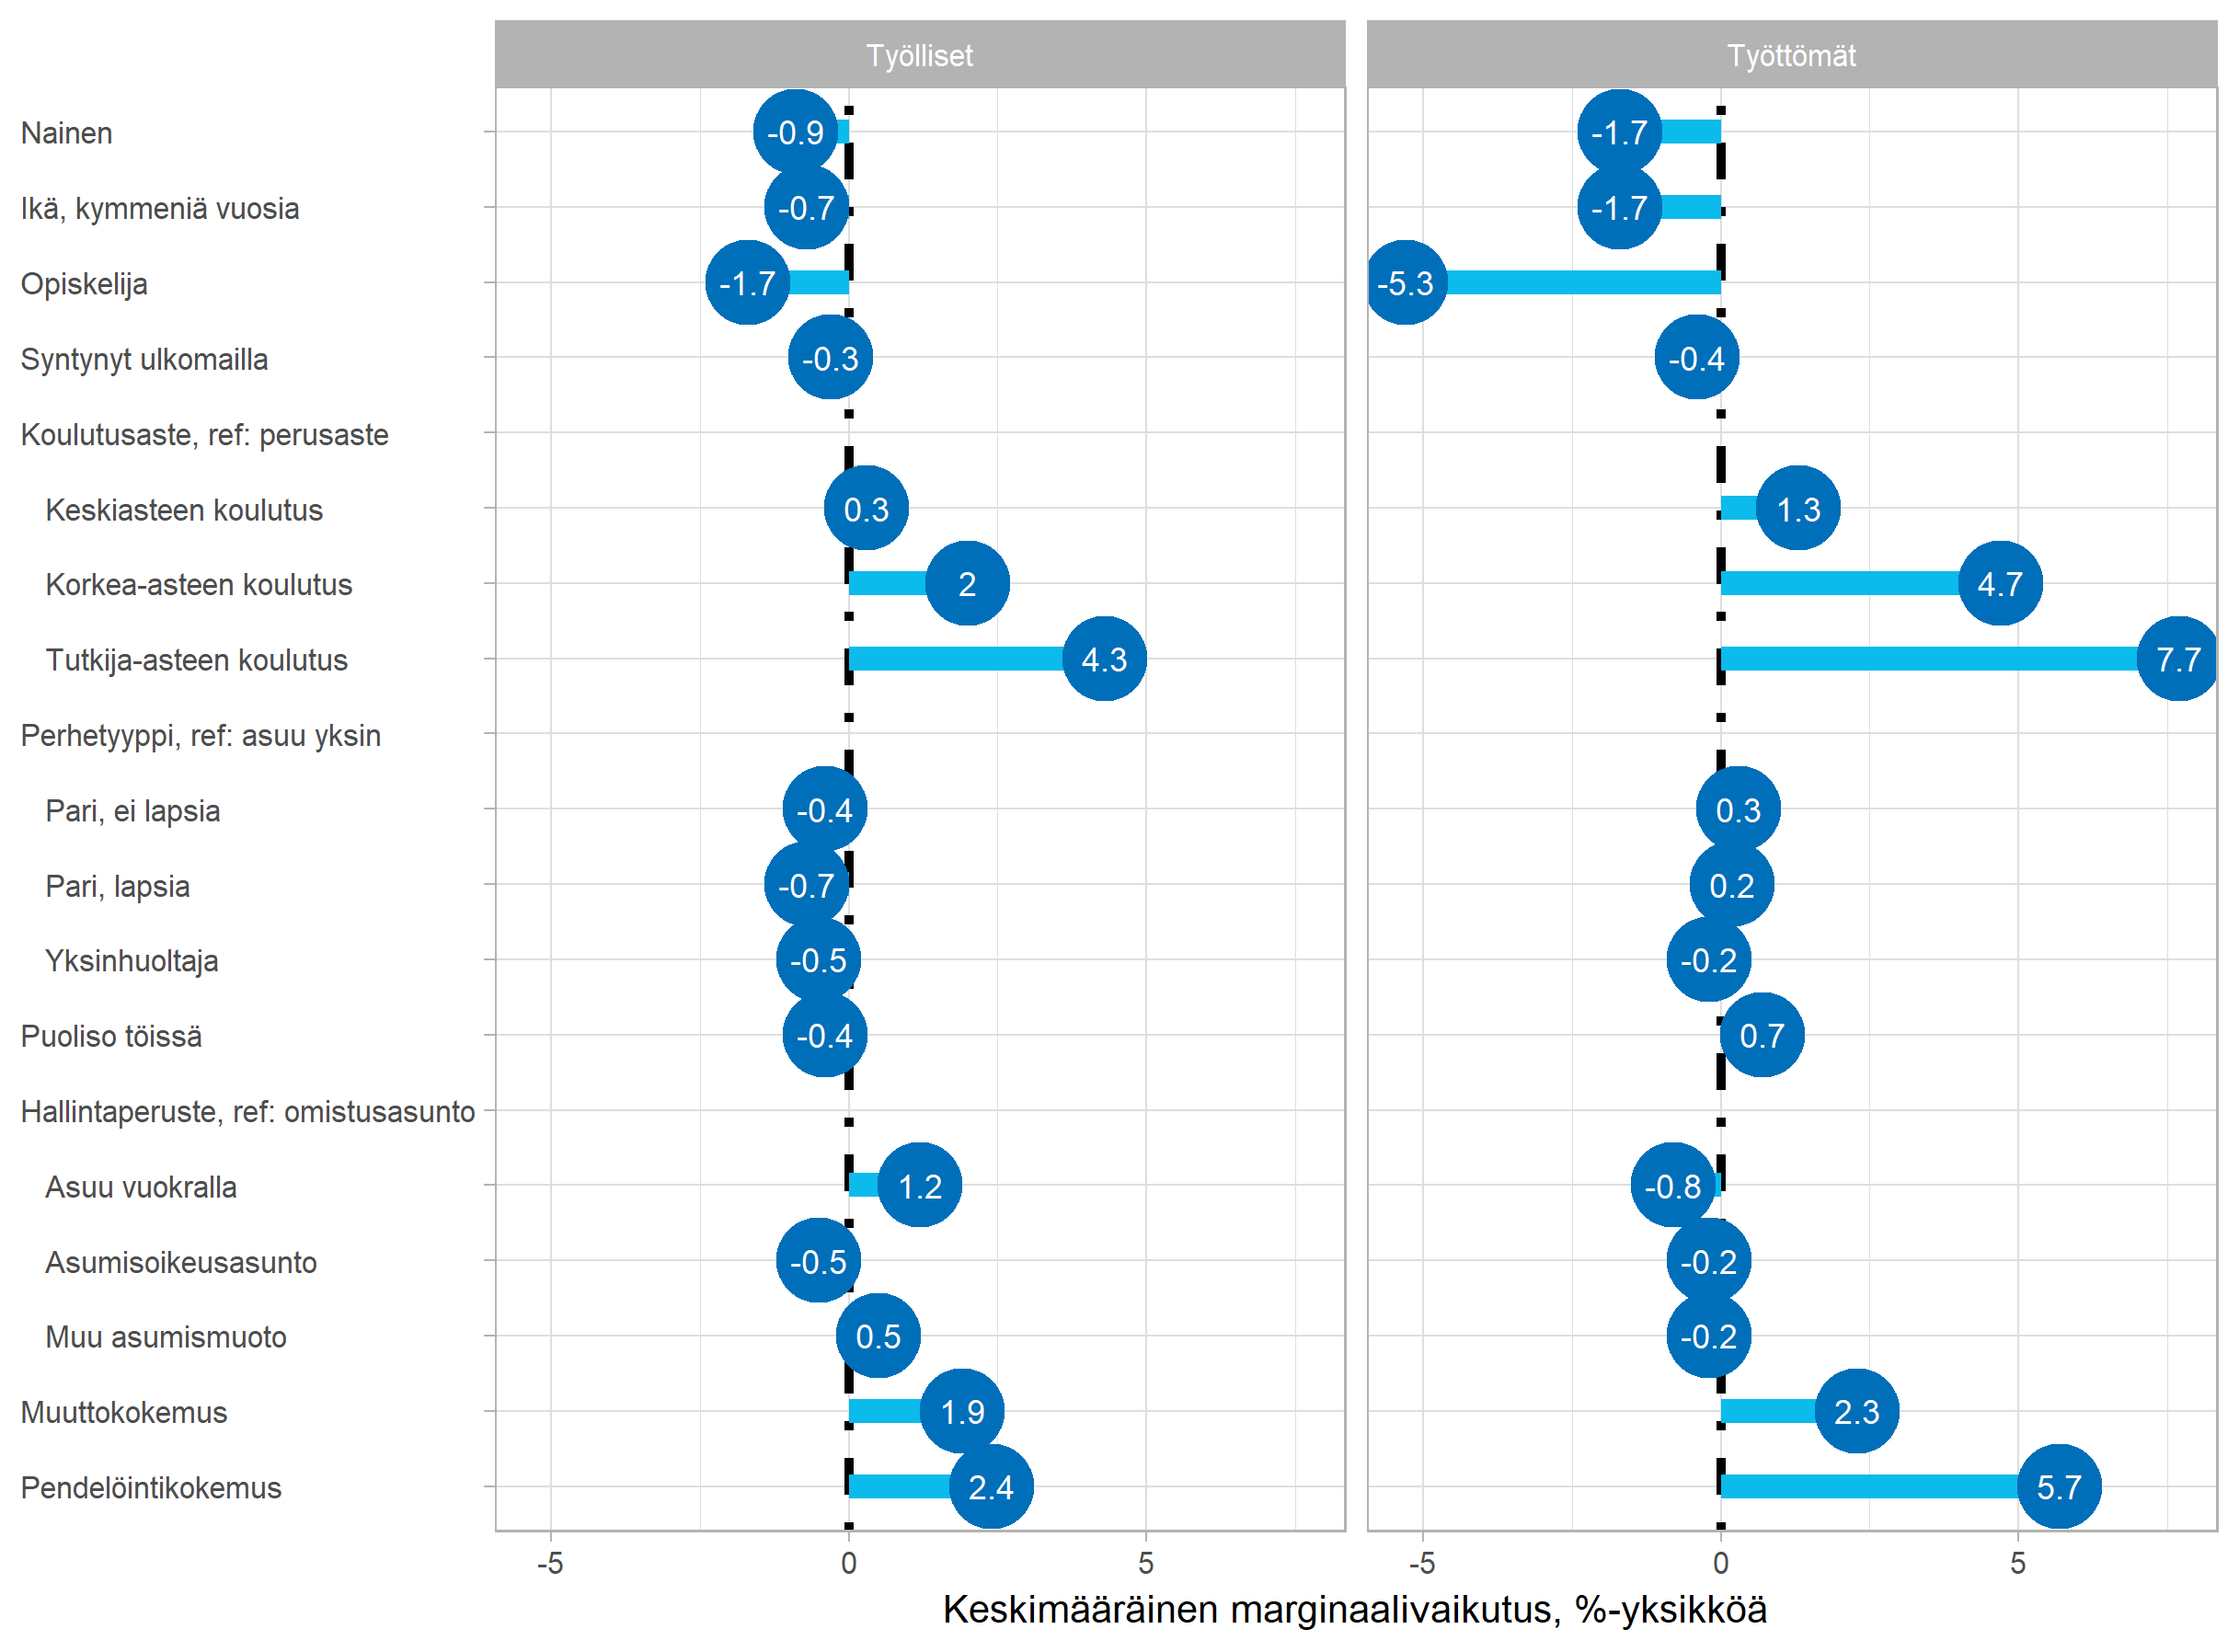 Työlliset Työttömät
Nainen -0.9 -1.7
Ikä, kymmeniä vuosia -0.7 -1.7
Opiskelija -1.7 -5.3
Syntynyt ulkomailla -0.3 -0.4
Koulutusaste, ref: perusaste
Keskiasteen koulutus 0.3 1.3
Korkea-asteen koulutus 2 4.7
Tutkija-asteen koulutus 4.3 7.7
Perhetyyppi, ref: asuu yksin
Pari, ei lapsia -0.4 0.3
Pari, lapsia -0.7 0.2
Yksinhuoltaja -0.5 -0.2
Puoliso töissä -0.4 0.7
Hallintaperuste, ref: omistusasunto
Asuu vuokralla 1.2 -0.8
Asumisoikeusasunto -0.5 -0.2
Muu asumismuoto 0.5 -0.2
Muuttokokemus 1.9 2.3
Pendelöintikokemus 2.4 5.7
-5 0 5 -5 0 5
Keskimääräinen marginaalivaikutus, %-yksikköä